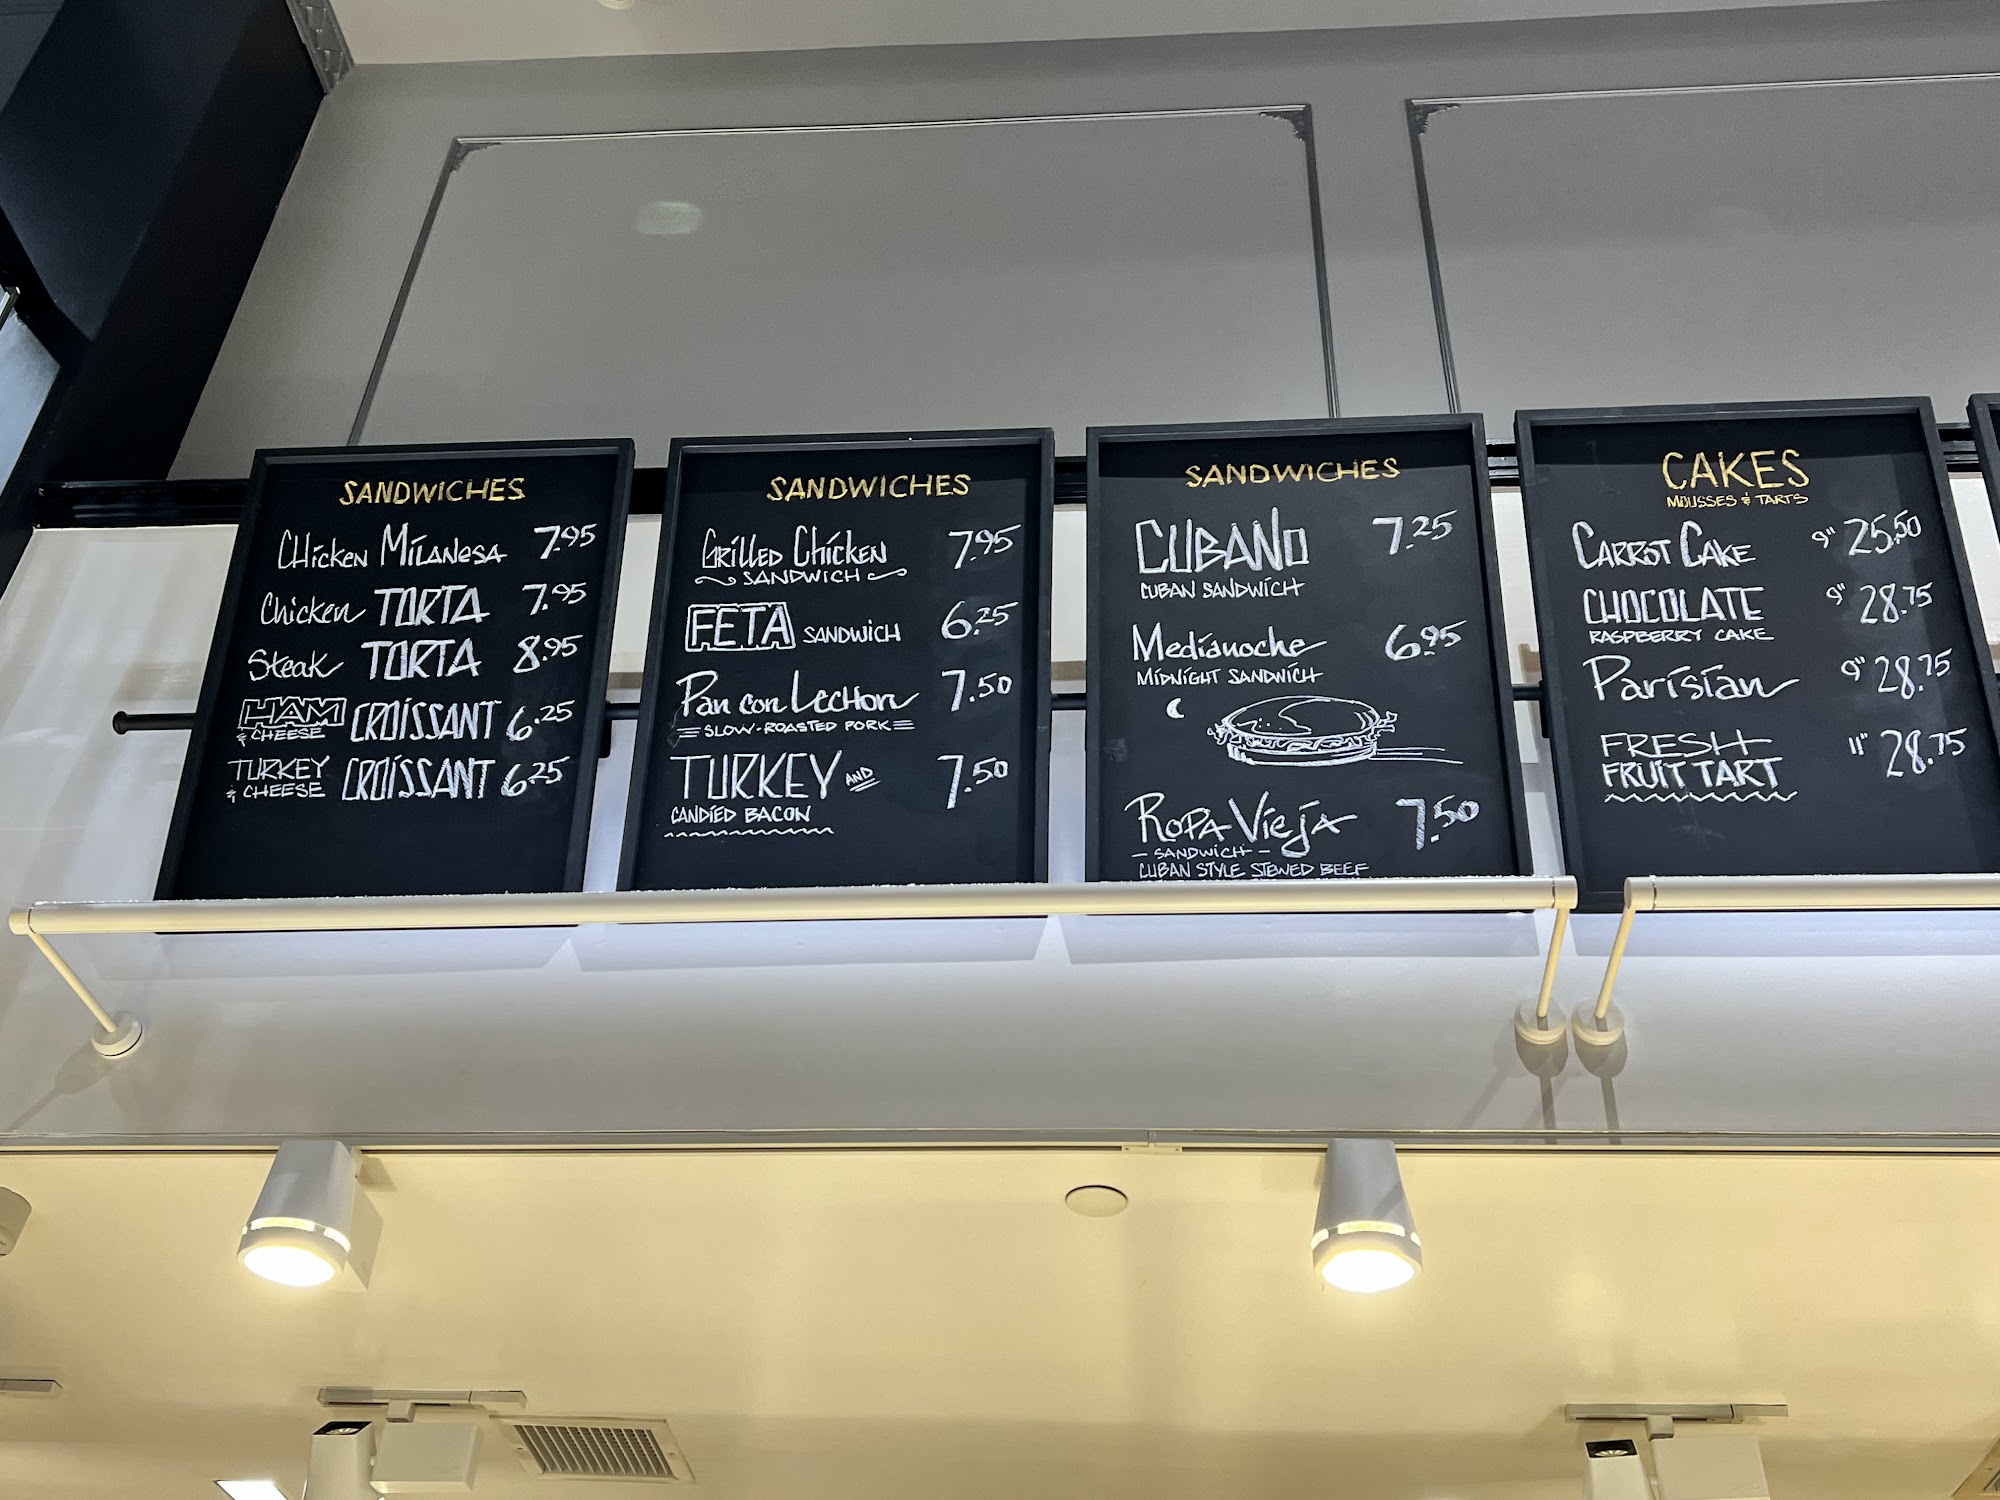 SANDWICHES
CHicken MiLANesA 7.95
Chicken TORTA 7.95
Steak TORTA 8.95
HAM & CHEESE CROISSANT 6.25
TURKEY & CHEESE CROISSANT 6.25
SANDWICHES
GRilled Chicken 7.95
SANDWICH
FETA SANDWICH 6.25
Pan con LecHon 7.50
SLOW-ROASTED PORK
TURKEY AND 7.50
CANDIED BACON
SANDWICHES
CUBANO 7.25
CUBAN SANDWICH
Medianoche 6.95
MIDNIGHT SANDWICH
ROPA VIEJA 7.50
- SANDWICH -
CUBAN STYLE STEWED BEEF
CAKES
MOUSSES & TARTS
CARROT CAKE 9" 25.50
CHOCOLATE 9" 28.75
RASPBERRY CAKE
Parisian 9" 28.75
FRESH
FRUIT TART 11" 28.75